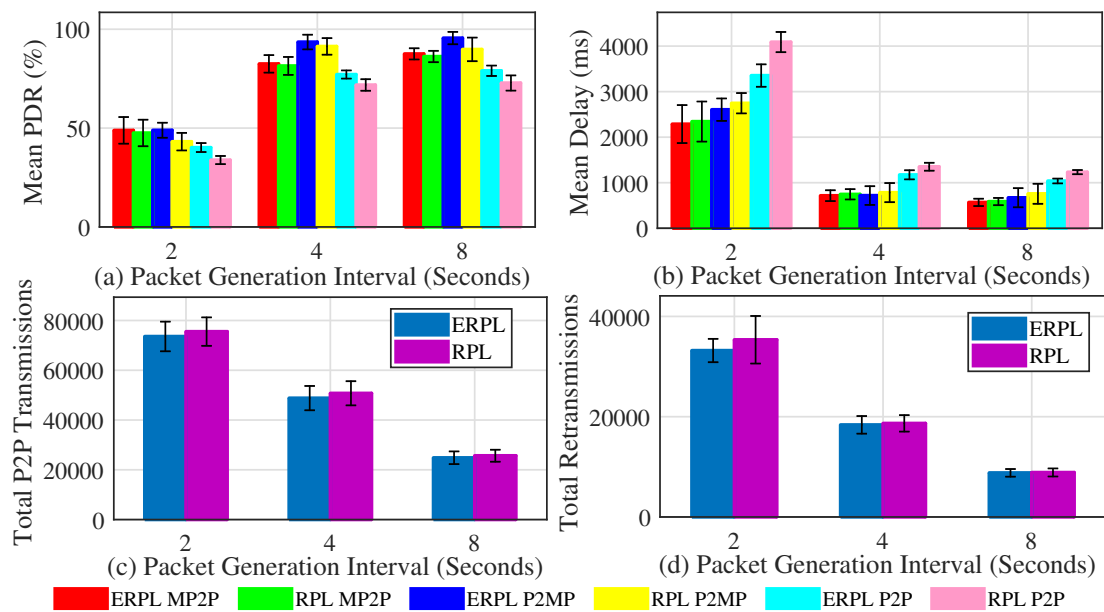 Mean PDR (%)
100
50
0
2 4 8
(a) Packet Generation Interval (Seconds)
Mean Delay (ms)
4000
3000
2000
1000
0
2 4 8
(b) Packet Generation Interval (Seconds)
Total P2P Transmissions
80000
60000
40000
20000
0
ERPL
RPL
2 4 8
(c) Packet Generation Interval (Seconds)
Total Retransmissions
40000
20000
0
ERPL
RPL
2 4 8
(d) Packet Generation Interval (Seconds)
ERPL MP2P RPL MP2P ERPL P2MP RPL P2MP ERPL P2P RPL P2P